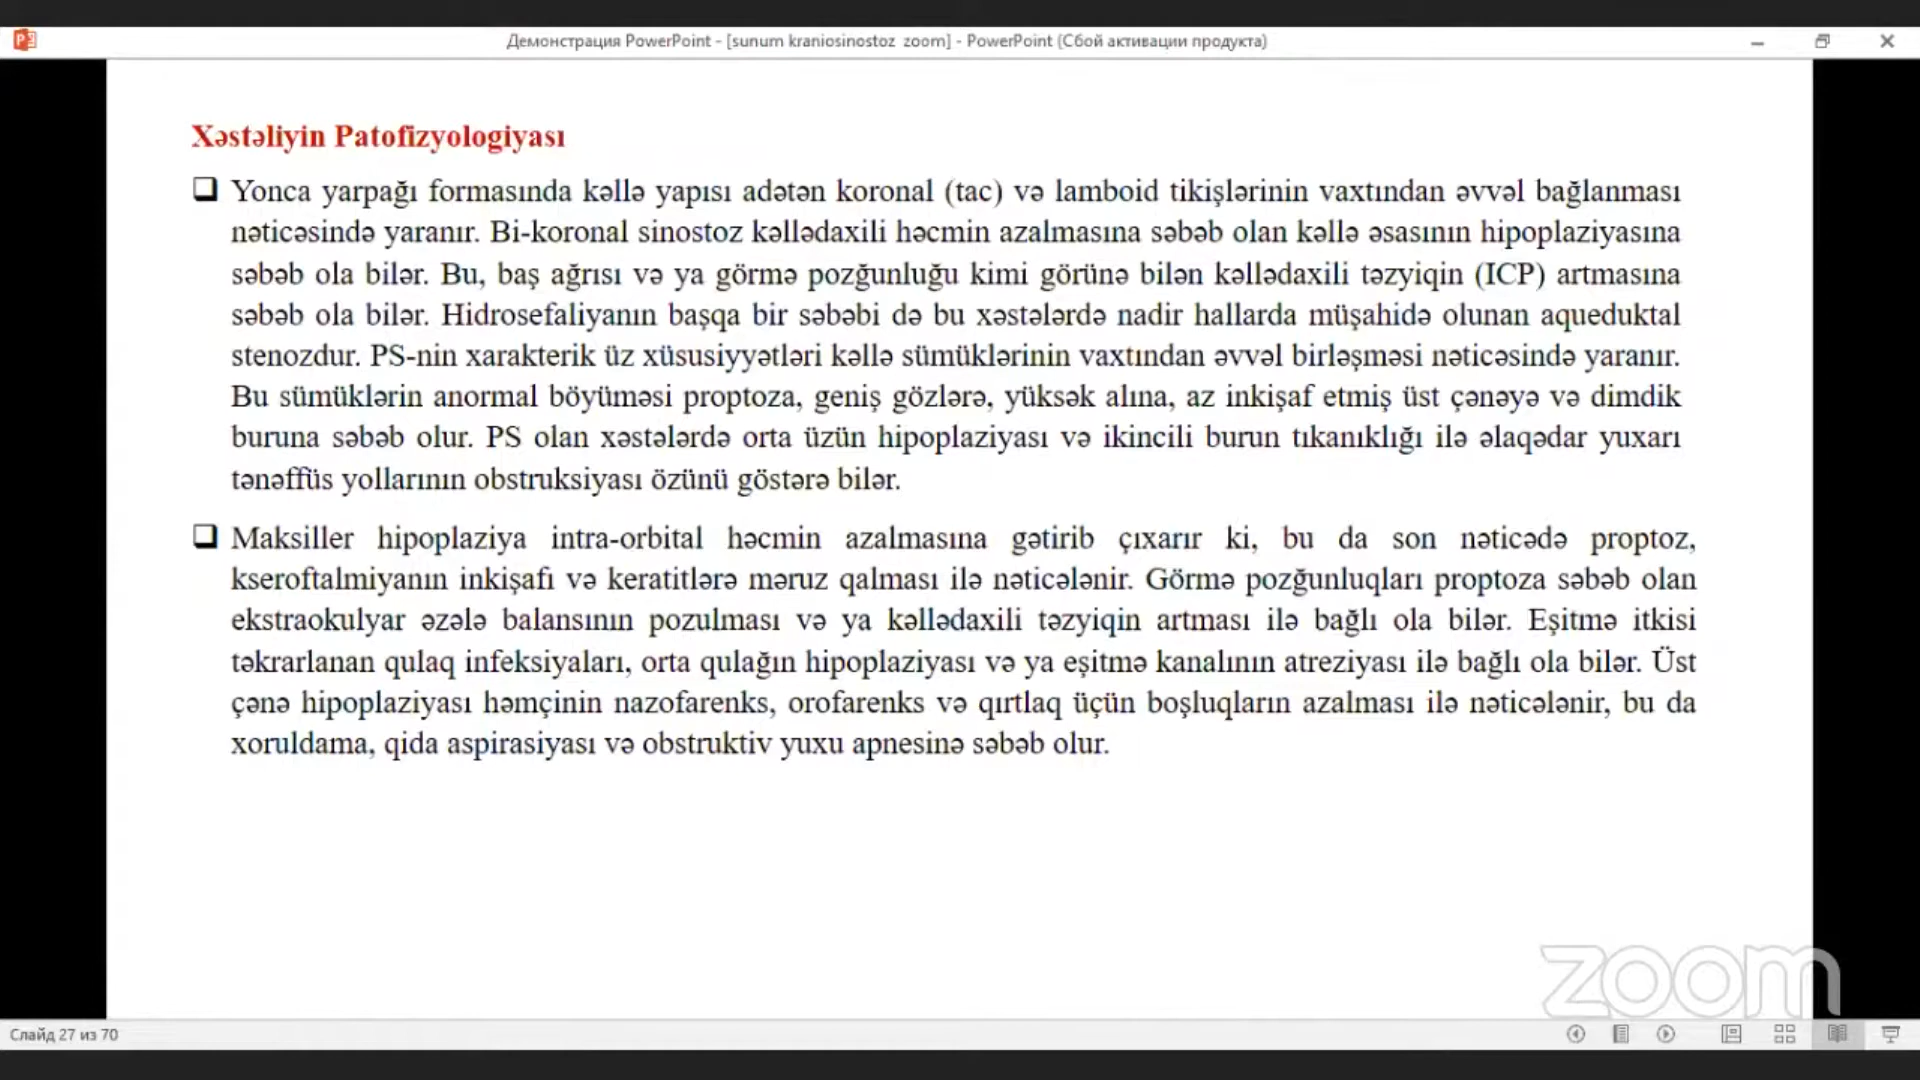 Демонстрация PowerPoint - [sunum kraniosinostoz zoom] - PowerPoint (Сбой активации продукта)
Xəstəliyin Patofizyologiyası
Yonca yarpağı formasında kəllə yapısı adətən koronal (tac) və lamboid tikişlərinin vaxtından əvvəl bağlanması
nəticəsində yaranır. Bi-koronal sinostoz kəllədaxili həcmin azalmasına səbəb olan kəllə əsasının hipoplaziyasına
səbəb ola bilər. Bu, baş ağrısı və ya görmə pozğunluğu kimi görünə bilən kəllədaxili təzyiqin (ICP) artmasına
səbəb ola bilər. Hidrosefaliyanın başqa bir səbəbi də bu xəstələrdə nadir hallarda müşahidə olunan aqueduktal
stenozdur. PS-nin xarakterik üz xüsusiyyətləri kəllə sümüklərinin vaxtından əvvəl birləşməsi nəticəsində yaranır.
Bu sümüklərin anormal böyüməsi proptoza, geniş gözlərə, yüksək alına, az inkişaf etmiş üst çənəyə və dimdik
buruna səbəb olur. PS olan xəstələrdə orta üzün hipoplaziyası və ikincili burun tıkanıklığı ilə əlaqədar yuxarı
tənəffüs yollarının obstruksiyası özünü göstərə bilər.
Maksiller hipoplaziya intra-orbital həcmin azalmasına gətirib çıxarır ki, bu da son nəticədə proptoz,
kseroftalmiyanın inkişafı və keratitlərə məruz qalması ilə nəticələnir. Görmə pozğunluqları proptoza səbəb olan
ekstraokulyar əzələ balansının pozulması və ya kəllədaxili təzyiqin artması ilə bağlı ola bilər. Eşitmə itkisi
təkrarlanan qulaq infeksiyaları, orta qulağın hipoplaziyası və ya eşitmə kanalının atreziyası ilə bağlı ola bilər. Üst
çənə hipoplaziyası həmçinin nazofarenks, orofarenks və qırtlaq üçün boşluqların azalması ilə nəticələnir, bu da
xoruldama, qida aspirasiyası və obstruktiv yuxu apnesinə səbəb olur.
zoom
Слайд 27 из 70